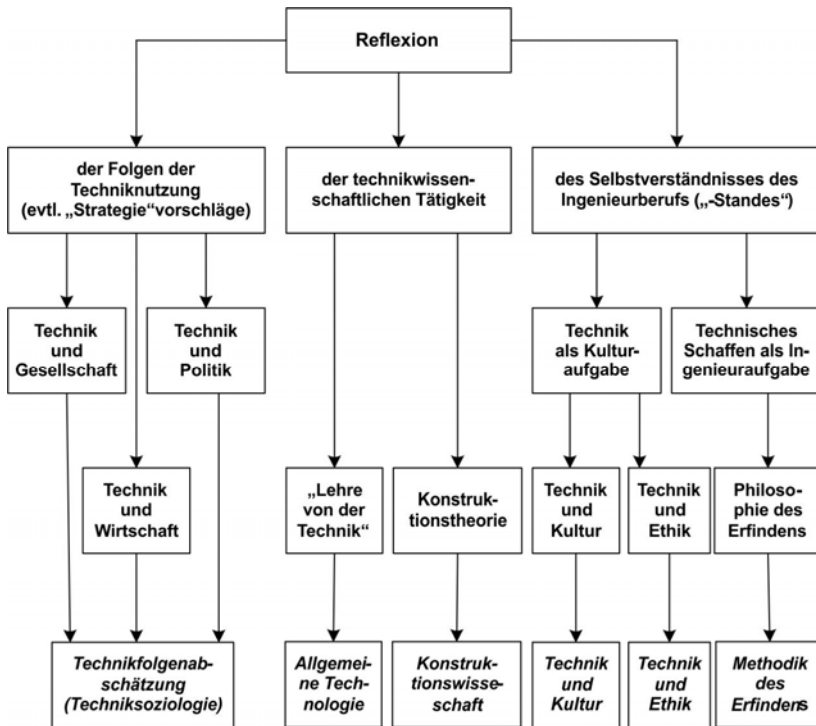 Reflexion
der Folgen der
Techniknutzung
(evtl. „Strategie“vorschläge)
der technikwissen-
schaftlichen Tätigkeit
des Selbstverständnisses des
Ingenieurberufs („-Standes“)
Technik
und
Gesellschaft
Technik
und
Politik
Technik
als Kultur-
aufgabe
Technisches
Schaffen als In-
genieuraufgabe
Technik
und
Wirtschaft
„Lehre
von der
Technik“
Konstruk-
tionstheorie
Technik
und
Kultur
Technik
und
Ethik
Philoso-
phie des
Erfindens
Technikfolgenab-
schätzung
(Techniksoziologie)
Allgemei-
ne Tech-
nologie
Konstruk-
tionswisse-
schaft
Technik
und
Kultur
Technik
und
Ethik
Methodik
des
Erfindens